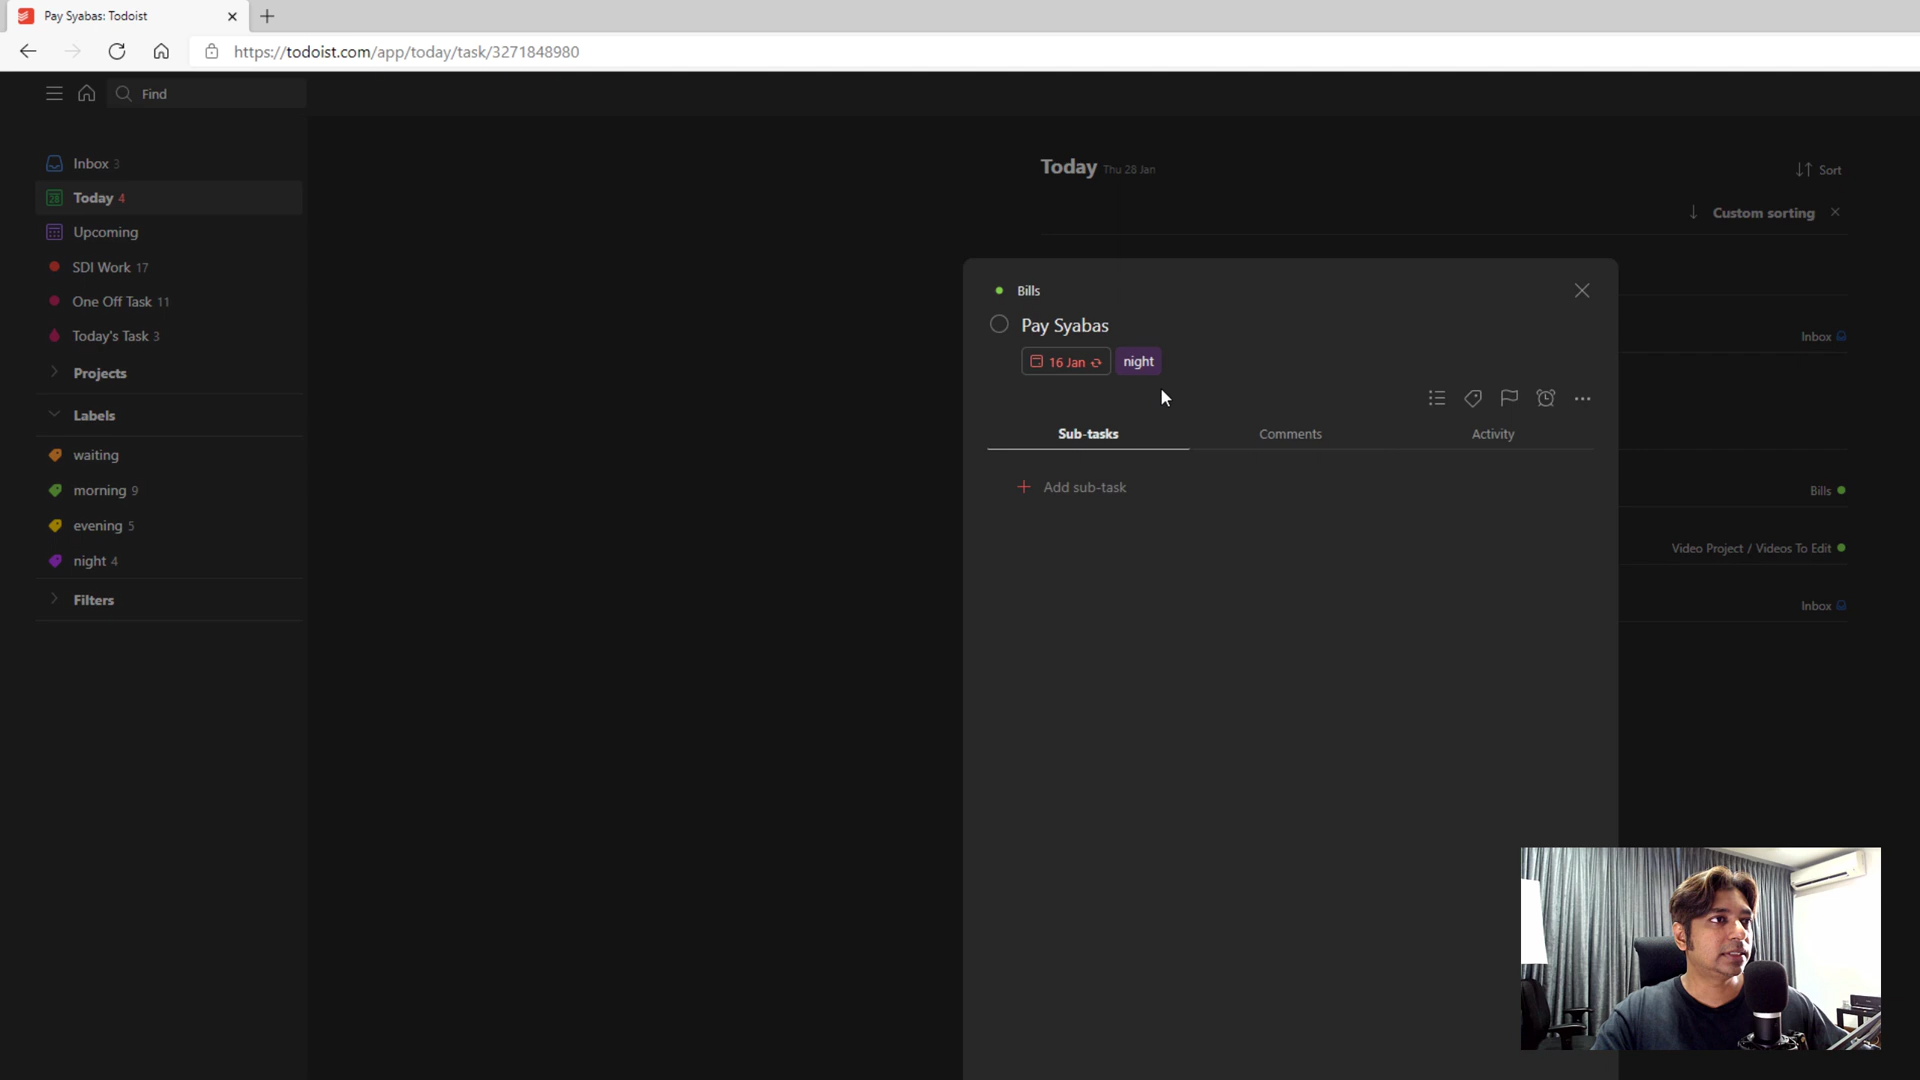 Pay Syabas: Todoist
https://todoist.com/app/today/task/3271848980
Find
Inbox 3
28 Today 4
Upcoming
SDI Work 17
One Off Task 11
Today's Task 3
Projects
Labels
waiting
morning 9
evening 5
night 4
Filters
Today Thu 28 Jan
Sort
Custom sorting
Bills
Pay Syabas
16 Jan night
Sub-tasks Comments Activity
Add sub-task
Inbox
Bills
Video Project / Videos To Edit
Inbox